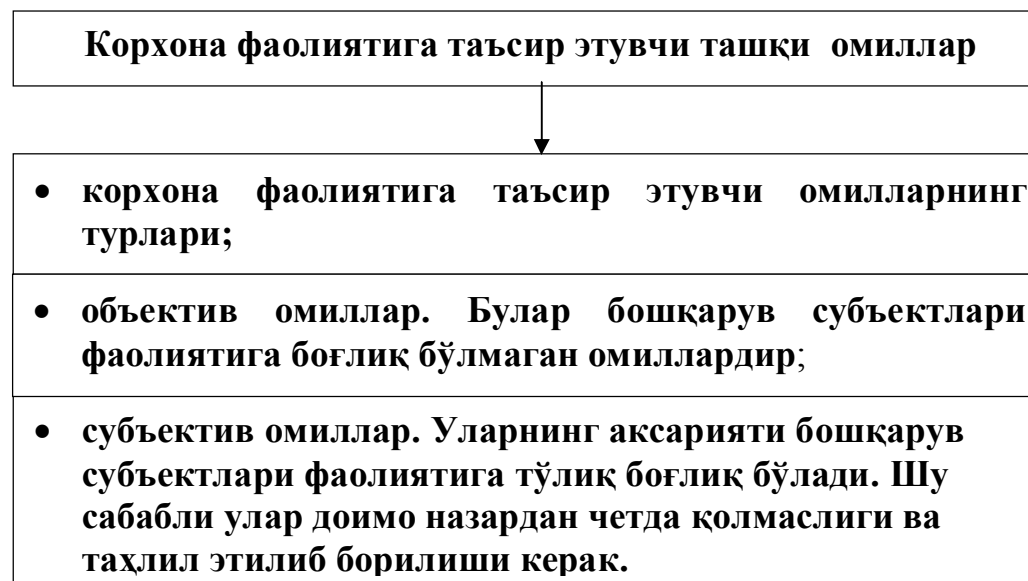 Корхона фаолиятига таъсир этувчи ташқи омиллар
• корхона фаолиятига таъсир этувчи омилларнинг
турлари;
• объектив омиллар. Булар бошқарув субъектлари
фаолиятига боғлиқ бўлмаган омиллардир;
• субъектив омиллар. Уларнинг аксарияти бошқарув
субъектлари фаолиятига тўлиқ боғлиқ бўлади. Шу
сабабли улар доимо назардан четда қолмаслиги ва
таҳлил этилиб борилиши керак.